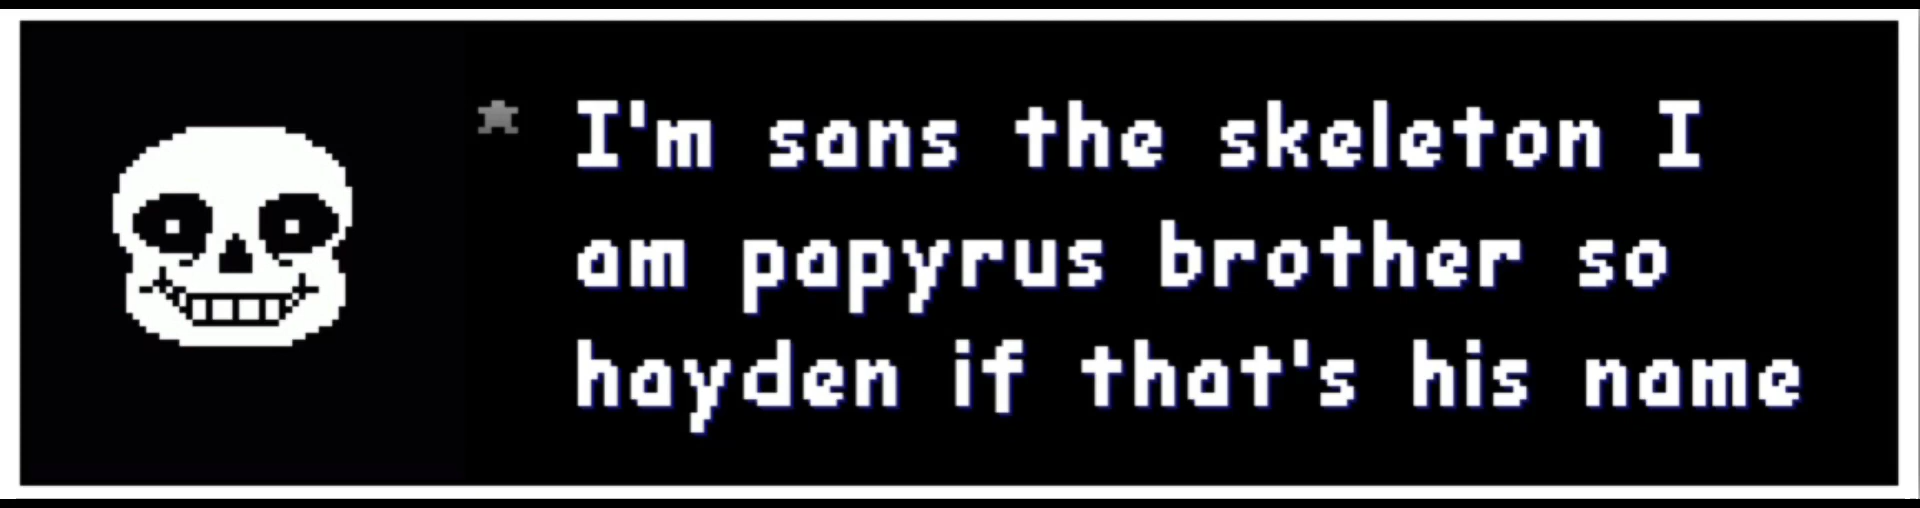 * I'm sans the skeleton I
am papyrus brother so
hayden if that's his name